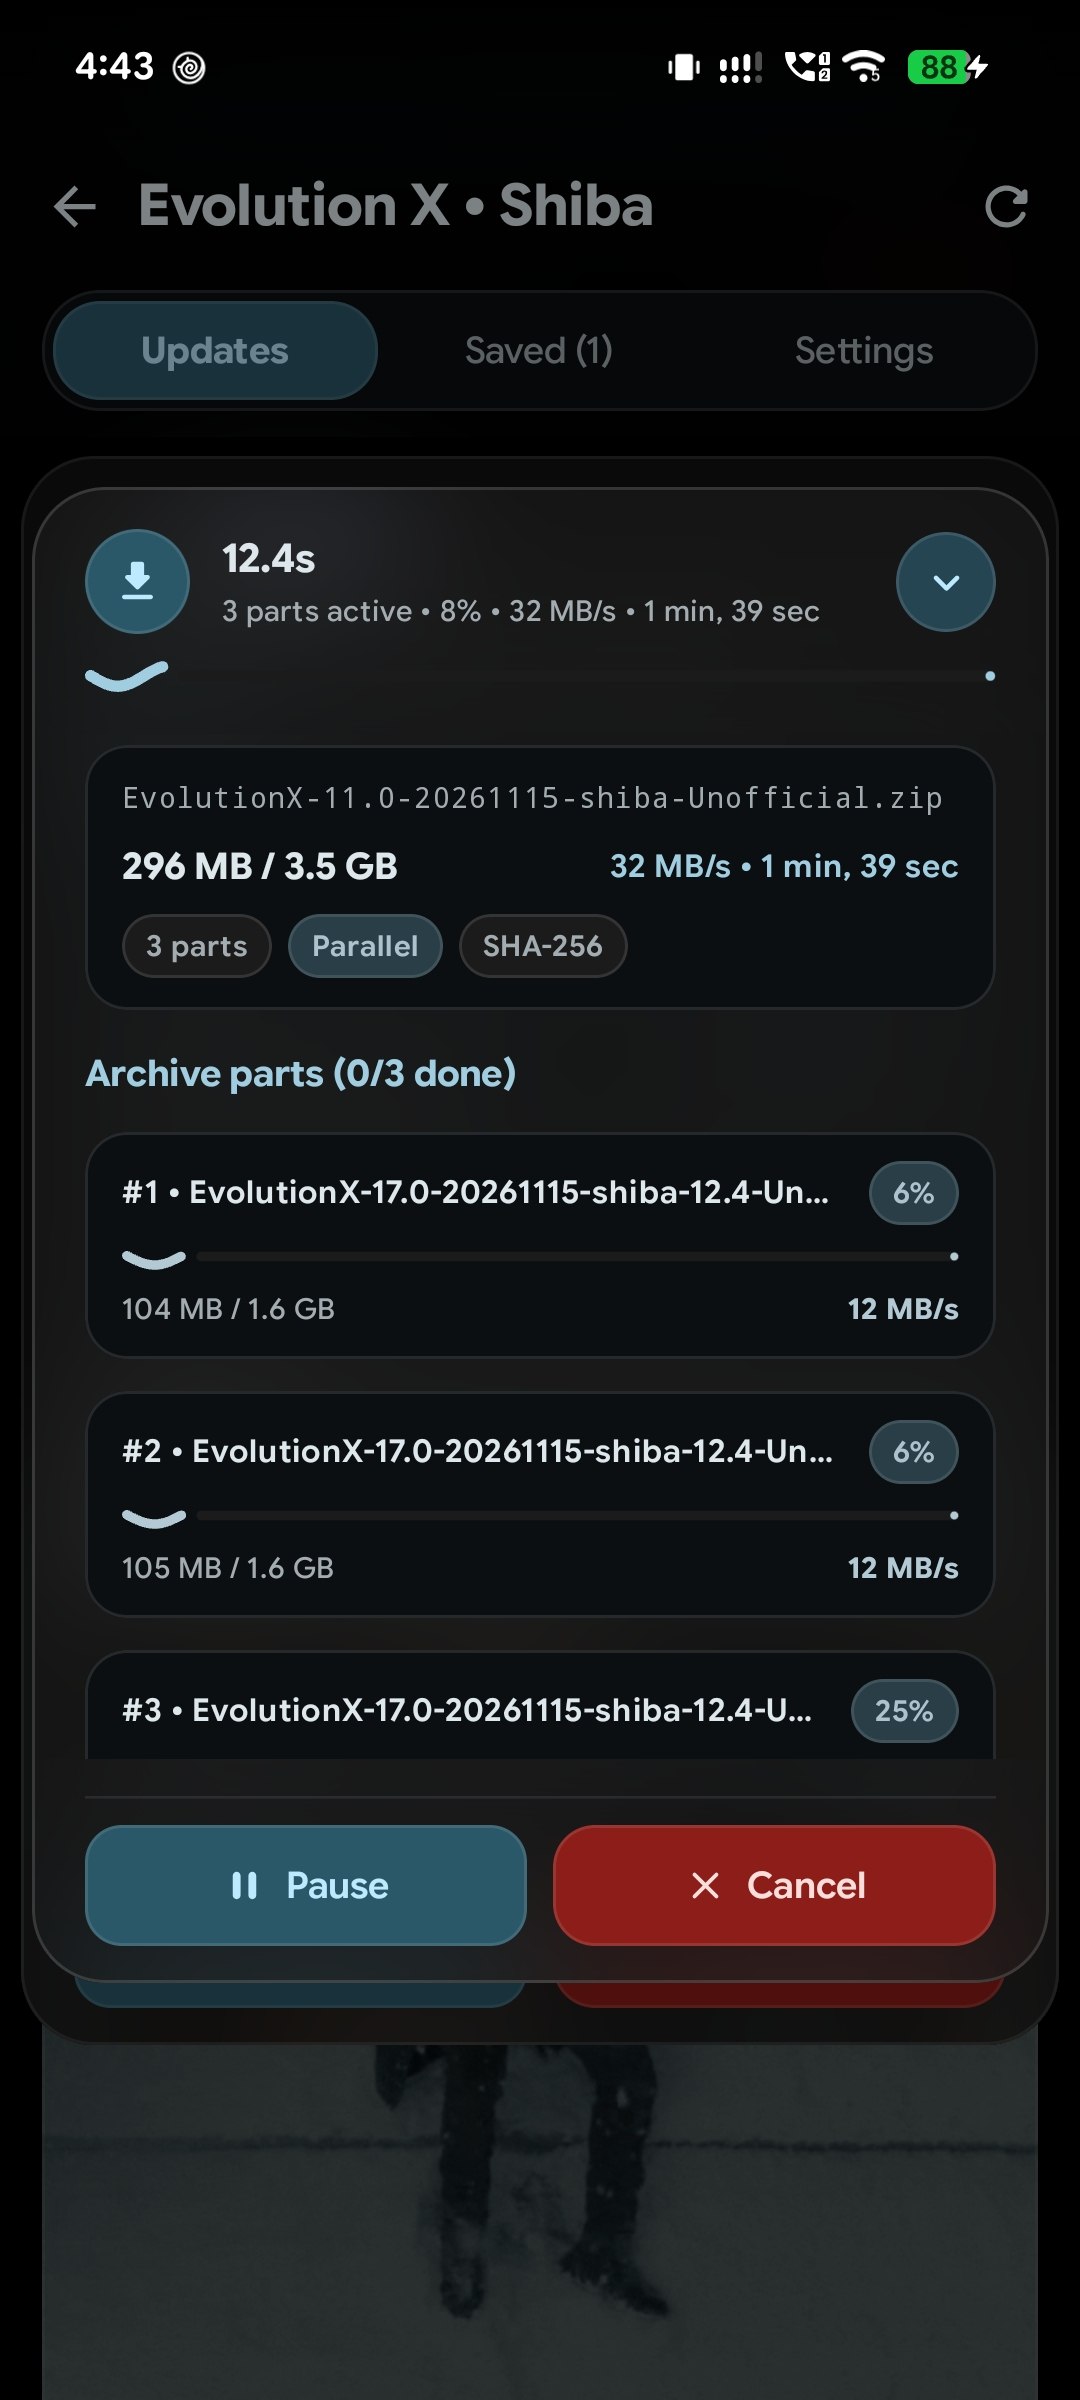 4:43
88
Evolution X • Shiba
Updates
Saved (1)
Settings
12.4s
3 parts active • 8% • 32 MB/s • 1 min, 39 sec
EvolutionX-11.0-20261115-shiba-Unofficial.zip
296 MB / 3.5 GB
32 MB/s • 1 min, 39 sec
3 parts
Parallel
SHA-256
Archive parts (0/3 done)
#1 • EvolutionX-17.0-20261115-shiba-12.4-Un...
6%
104 MB / 1.6 GB
12 MB/s
#2 • EvolutionX-17.0-20261115-shiba-12.4-Un...
6%
105 MB / 1.6 GB
12 MB/s
#3 • EvolutionX-17.0-20261115-shiba-12.4-U...
25%
Pause
Cancel